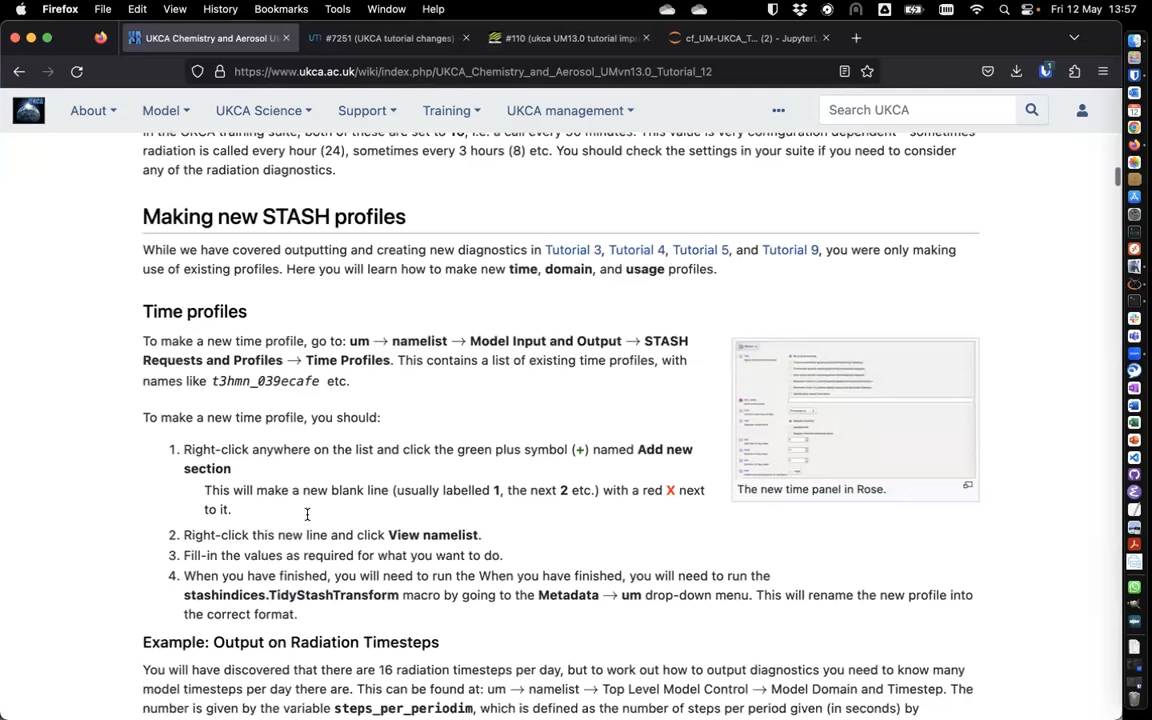 Firefox File Edit View History Bookmarks Tools Window Help Fri 12 May 13:57
UKCA Chemistry and Aerosol U
#7251 (UKCA tutorial changes)
#110 (ukca UM13.0 tutorial imp
cf_UM-UKCA_T... (2) - JupyterL
https://www.ukca.ac.uk/wiki/index.php/UKCA_Chemistry_and_Aerosol_UMvn13.0_Tutorial_12
About Model UKCA Science Support Training UKCA management Search UKCA
radiation is called every hour (24), sometimes every 3 hours (8) etc. You should check the settings in your suite if you need to consider
any of the radiation diagnostics.
Making new STASH profiles
While we have covered outputting and creating new diagnostics in Tutorial 3, Tutorial 4, Tutorial 5, and Tutorial 9, you were only making
use of existing profiles. Here you will learn how to make new time, domain, and usage profiles.
Time profiles
To make a new time profile, go to: um → namelist → Model Input and Output → STASH
Requests and Profiles → Time Profiles. This contains a list of existing time profiles, with
names like t3hmn_039ecafe etc.
To make a new time profile, you should:
1. Right-click anywhere on the list and click the green plus symbol (+) named Add new
section
This will make a new blank line (usually labelled 1, the next 2 etc.) with a red X next
to it.
The new time panel in Rose.
2. Right-click this new line and click View namelist.
3. Fill-in the values as required for what you want to do.
4. When you have finished, you will need to run the When you have finished, you will need to run the
stashindices.TidyStashTransform macro by going to the Metadata → um drop-down menu. This will rename the new profile into
the correct format.
Example: Output on Radiation Timesteps
You will have discovered that there are 16 radiation timesteps per day, but to work out how to output diagnostics you need to know many
model timesteps per day there are. This can be found at: um → namelist → Top Level Model Control → Model Domain and Timestep. The
number is given by the variable steps_per_periodim, which is defined as the number of steps per period given (in seconds) by